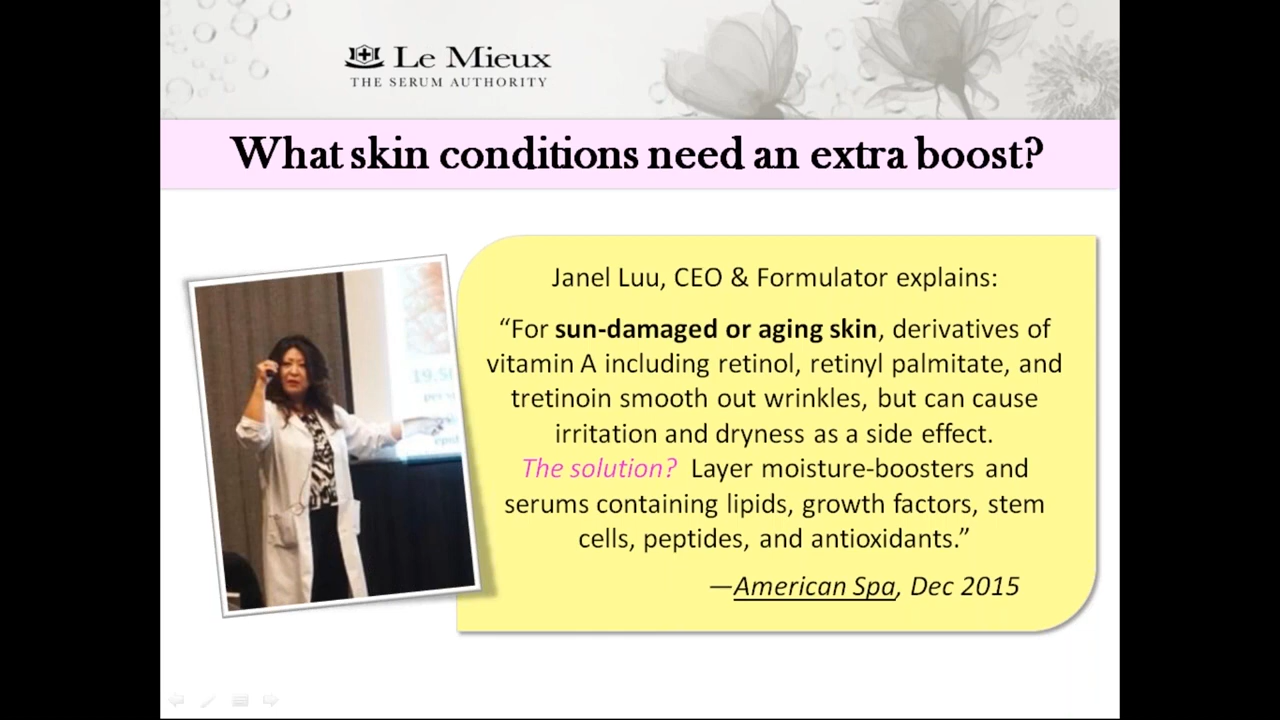 Le Mieux
THE SERUM AUTHORITY
What skin conditions need an extra boost?
Janel Luu, CEO & Formulator explains:
“For sun-damaged or aging skin, derivatives of
vitamin A including retinol, retinyl palmitate, and
tretinoin smooth out wrinkles, but can cause
irritation and dryness as a side effect.
The solution? Layer moisture-boosters and
serums containing lipids, growth factors, stem
cells, peptides, and antioxidants.”
—American Spa, Dec 2015